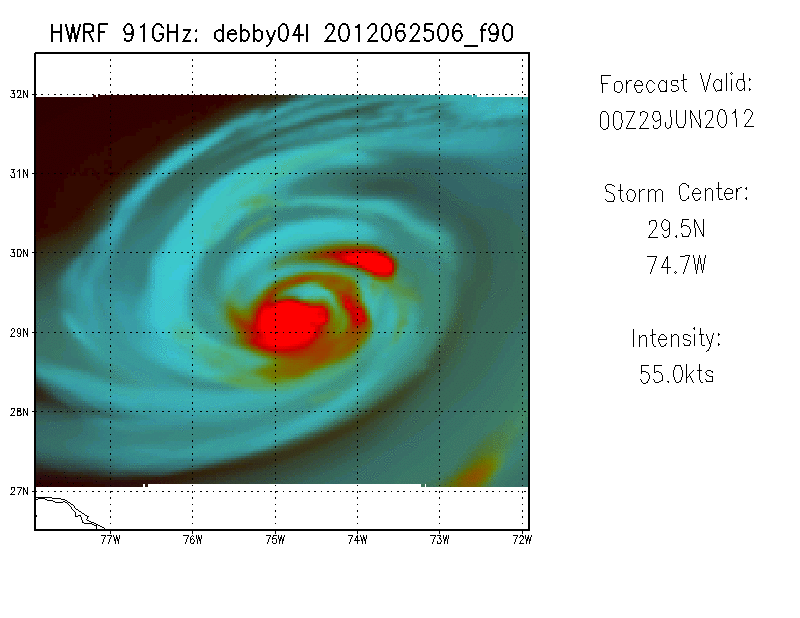 HWRF 91GHz: debby04l 2012062506_f90
Forecast Valid:
00Z29JUN2012
Storm Center:
29.5N
74.7W
Intensity:
55.0kts
32N
31N
30N
29N
28N
27N
77W 76W 75W 74W 73W 72W